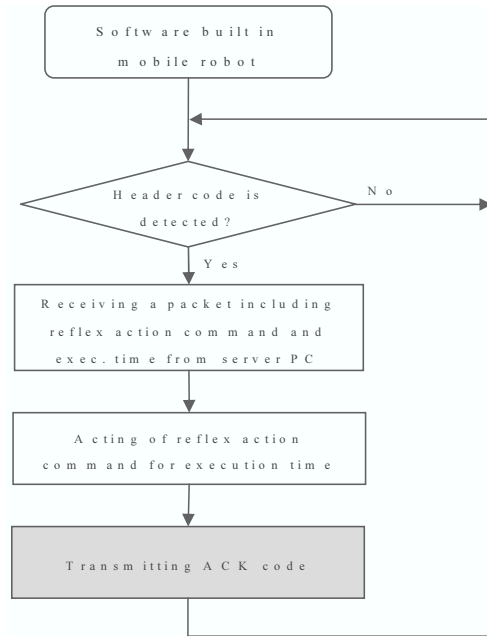 Software built in
mobile robot
Header code is
detected?
No
Yes
Receiving a packet including
reflex action command and
exec. time from server PC
Acting of reflex action
command for execution time
Transmitting ACK code